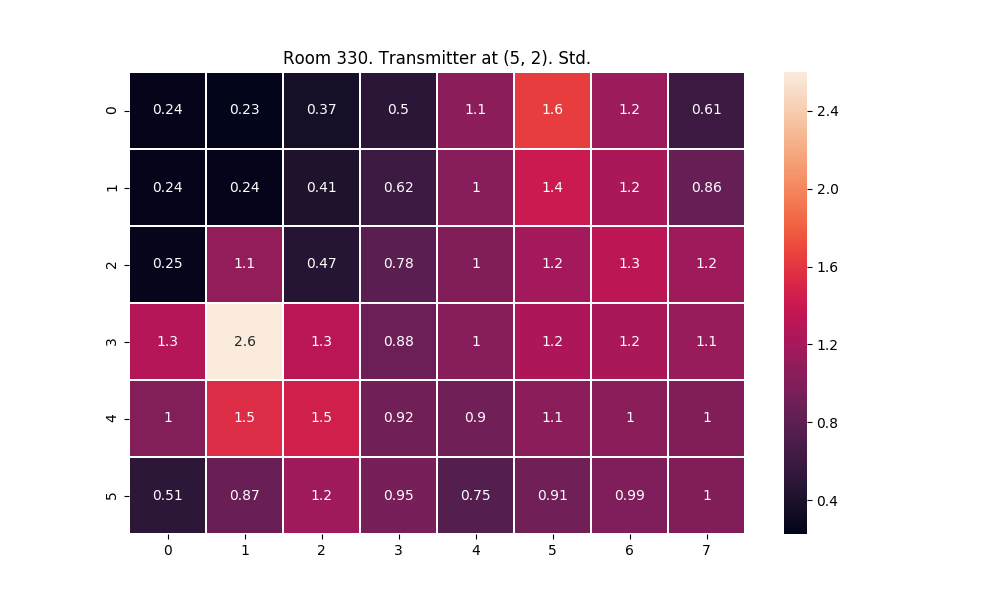 Room 330. Transmitter at (5, 2). Std.
0 0.24 0.23 0.37 0.5 1.1 1.6 1.2 0.61
1 0.24 0.24 0.41 0.62 1 1.4 1.2 0.86
2 0.25 1.1 0.47 0.78 1 1.2 1.3 1.2
3 1.3 2.6 1.3 0.88 1 1.2 1.2 1.1
4 1 1.5 1.5 0.92 0.9 1.1 1 1
5 0.51 0.87 1.2 0.95 0.75 0.91 0.99 1
0 1 2 3 4 5 6 7
2.4
2.0
1.6
1.2
0.8
0.4